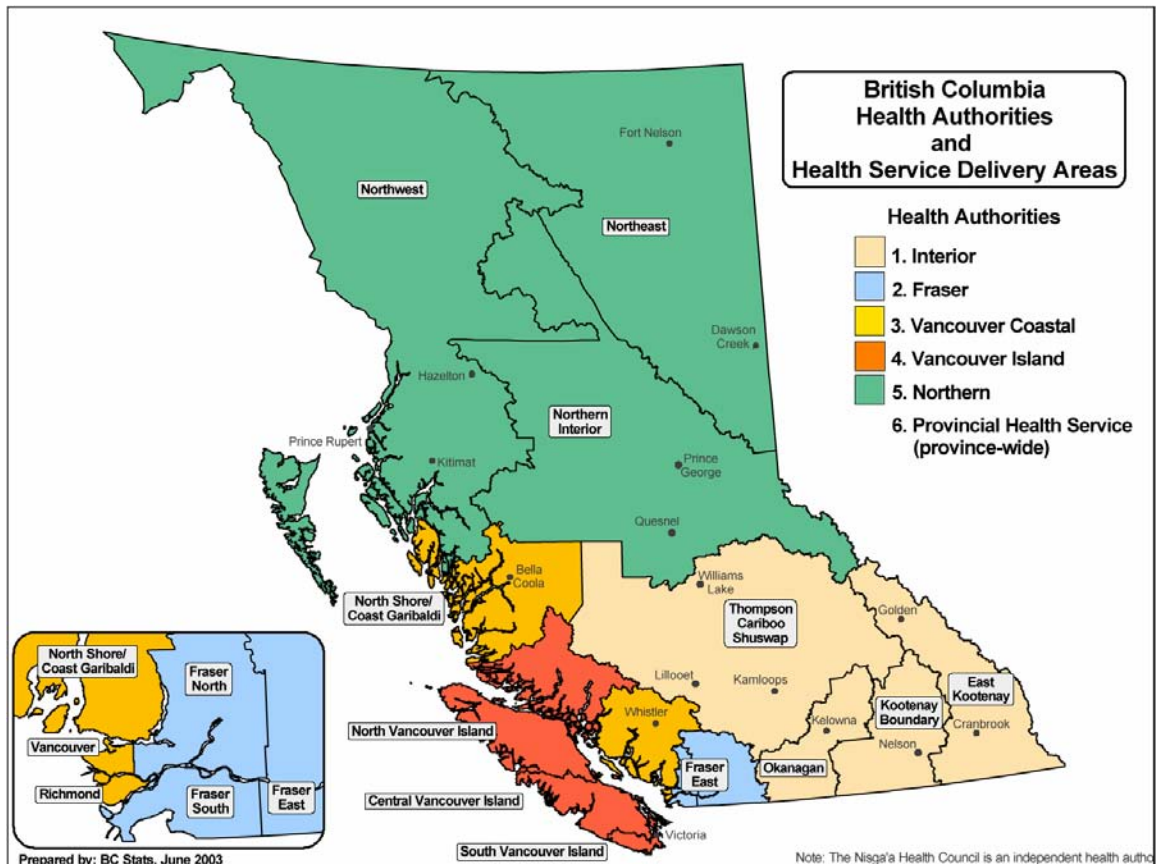 British Columbia
Health Authorities
and
Health Service Delivery Areas
Health Authorities
1. Interior
2. Fraser
3. Vancouver Coastal
4. Vancouver Island
5. Northern
6. Provincial Health Service
(province-wide)
Fort Nelson
Northwest
Northeast
Dawson
Creek
Hazelton
Northern
Interior
Prince Rupert
Kitimat
Prince
George
Quesnel
Bella
Coola
Williams
Lake
North Shore/
Coast Garibaldi
Thompson
Cariboo
Shuswap
Golden
Lillooet
Kamloops
East
Kootenay
Kootenay
Boundary
Whistler
Kelowna
Cranbrook
North Vancouver Island
Nelson
Fraser
East
Okanagan
Central Vancouver Island
Victoria
South Vancouver Island
North Shore/
Coast Garibaldi
Fraser
North
Vancouver
Richmond
Fraser
South
Fraser
East
Prepared by: BC Stats, June 2003
Note: The Nisga'a Health Council is an independent health autho